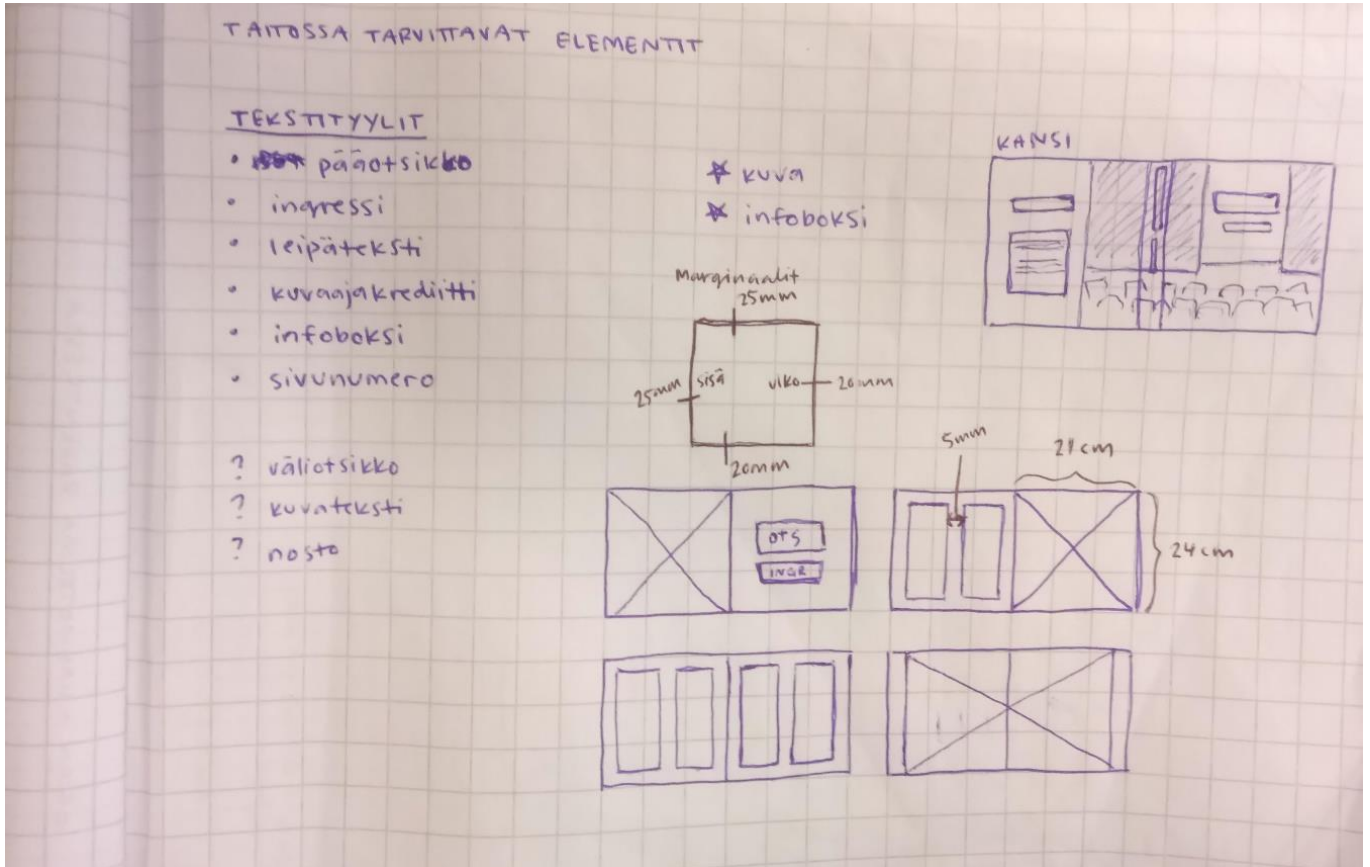 TAITOSSA TARVITTAVAT ELEMENTIT
TEKSTITYYLIT
• pääotsikko
• ingressi
• leipäteksti
• kuvaajakrediitti
• infoboksi
• sivunumero
? väliotsikko
? kuvateksti
? nosto
kuva
infoboksi
KANSI
Marginaalit
25mm
25mm
sisä
ulko
20mm
20mm
OTS
INGR.
5mm
21cm
24cm